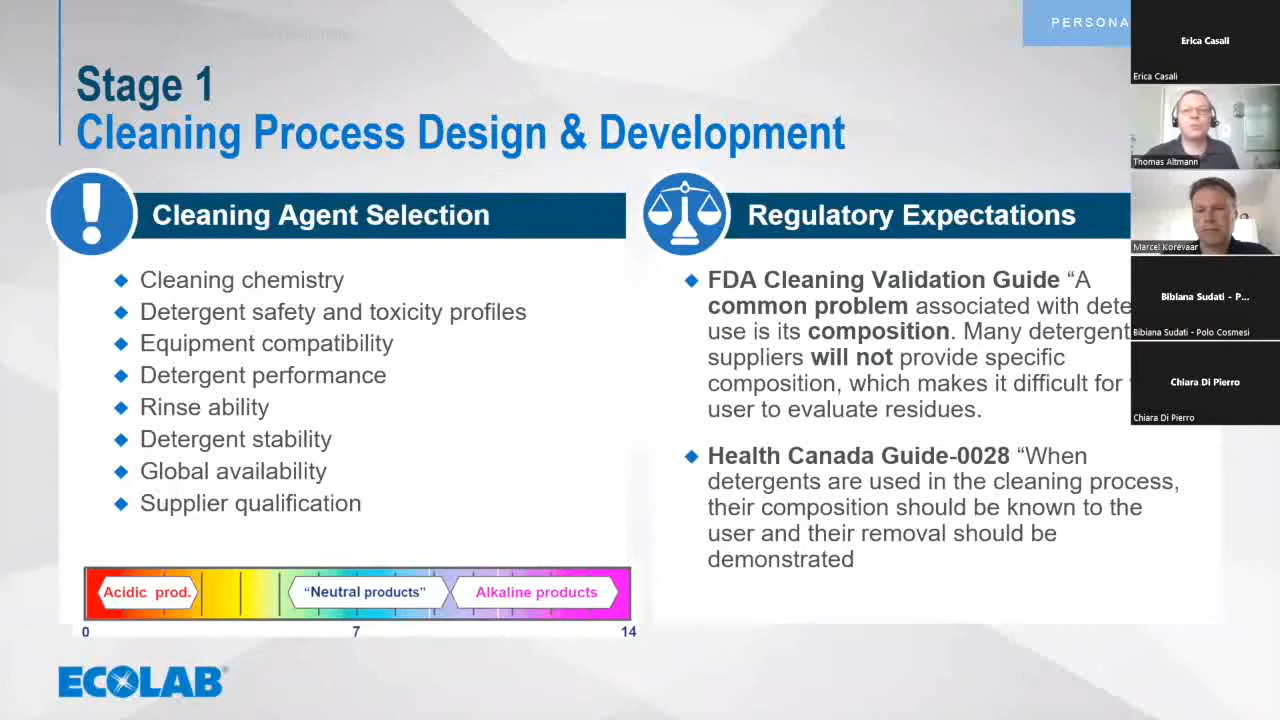 PERSONA
Stage 1
Cleaning Process Design & Development
Cleaning Agent Selection
Cleaning chemistry
Detergent safety and toxicity profiles
Equipment compatibility
Detergent performance
Rinse ability
Detergent stability
Global availability
Supplier qualification
Acidic prod.
“Neutral products”
Alkaline products
0
7
14
ECOLAB
Regulatory Expectations
FDA Cleaning Validation Guide “A
common problem associated with dete
use is its composition. Many detergent
suppliers will not provide specific
composition, which makes it difficult for
user to evaluate residues.
Health Canada Guide-0028 “When
detergents are used in the cleaning process,
their composition should be known to the
user and their removal should be
demonstrated
Erica Casali
Erica Casali
Thomas Altmann
Marcel Korevaar
Bibiana Sudati - P...
Bibiana Sudati - Polo Cosmesi
Chiara Di Pierro
Chiara Di Pierro